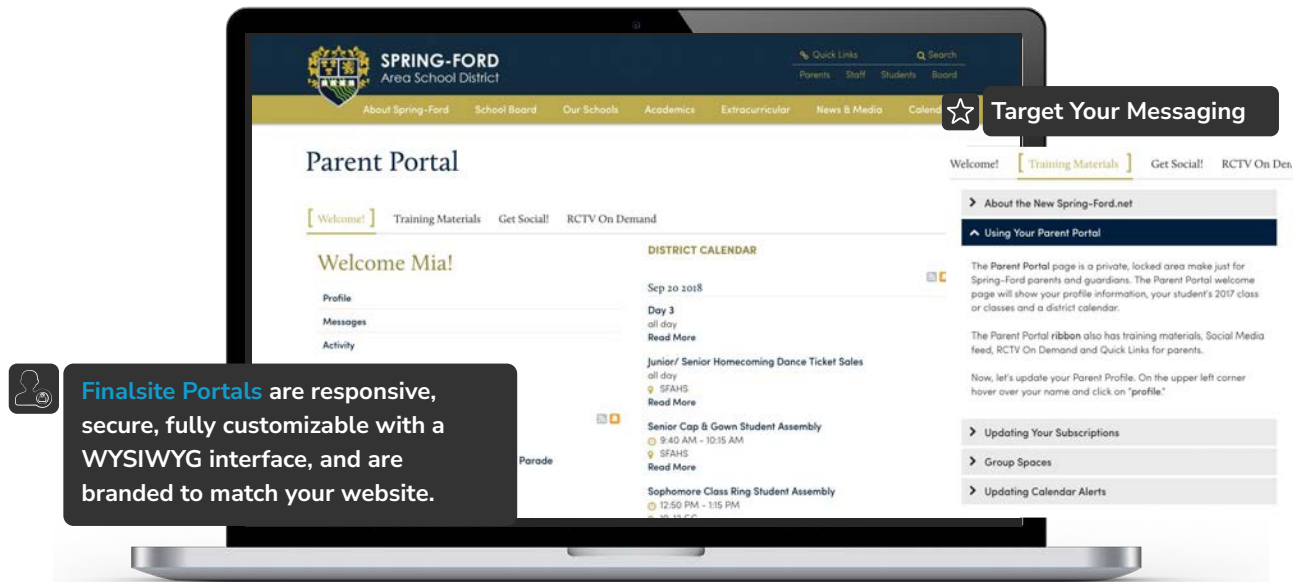 SPRING-FORD
Area School District
Quick Links
Search
Parents Staff Students Board
About Spring-Ford School Board Our Schools Academics Extracurricular News & Media
Target Your Messaging
Parent Portal
[ Welcome! ] Training Materials Get Social! RCTV On Demand
Welcome Mia!
Profile
Messages
Activity
Parade
DISTRICT CALENDAR
Sep 20 2018
Day 3
all day
Read More
Junior/ Senior Homecoming Dance Ticket Sales
all day
SFAHS
Read More
Senior Cap & Gown Student Assembly
9:40 AM - 10:15 AM
SFAHS
Read More
Sophomore Class Ring Student Assembly
12:50 PM - 1:15 PM
Welcome! [ Training Materials ] Get Social! RCTV On
About the New Spring-Ford.net
Using Your Parent Portal
The Parent Portal page is a private, locked area make just for
Spring-Ford parents and guardians. The Parent Portal welcome
page will show your profile information, your student's 2017 class
or classes and a district calendar.
The Parent Portal ribbon also has training materials, Social Media
feed, RCTV On Demand and Quick Links for parents.
Now, let's update your Parent Profile. On the upper left corner
hover over your name and click on "profile."
Updating Your Subscriptions
Group Spaces
Updating Calendar Alerts
Finalsite Portals are responsive,
secure, fully customizable with a
WYSIWYG interface, and are
branded to match your website.